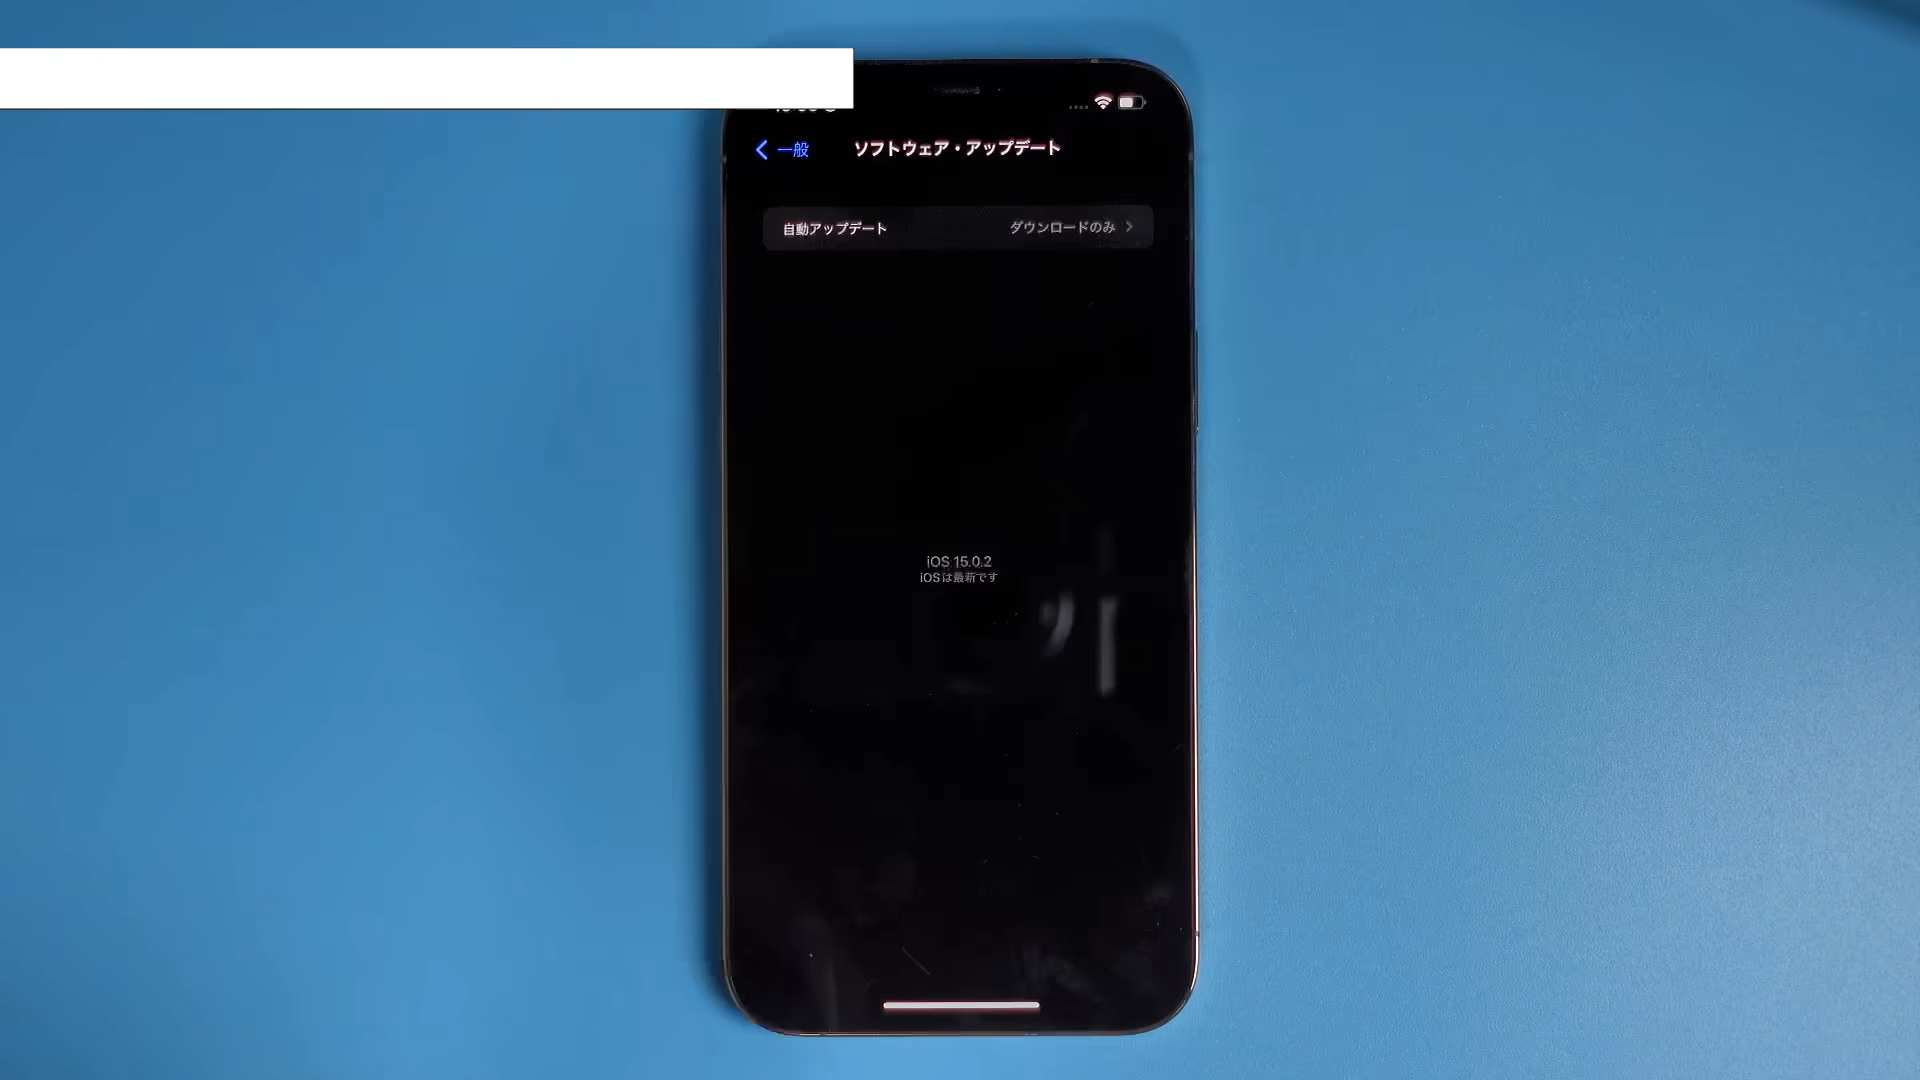 一般
ソフトウェア・アップデート
自動アップデート
ダウンロードのみ
iOS 15.0.2
iOSは最新です